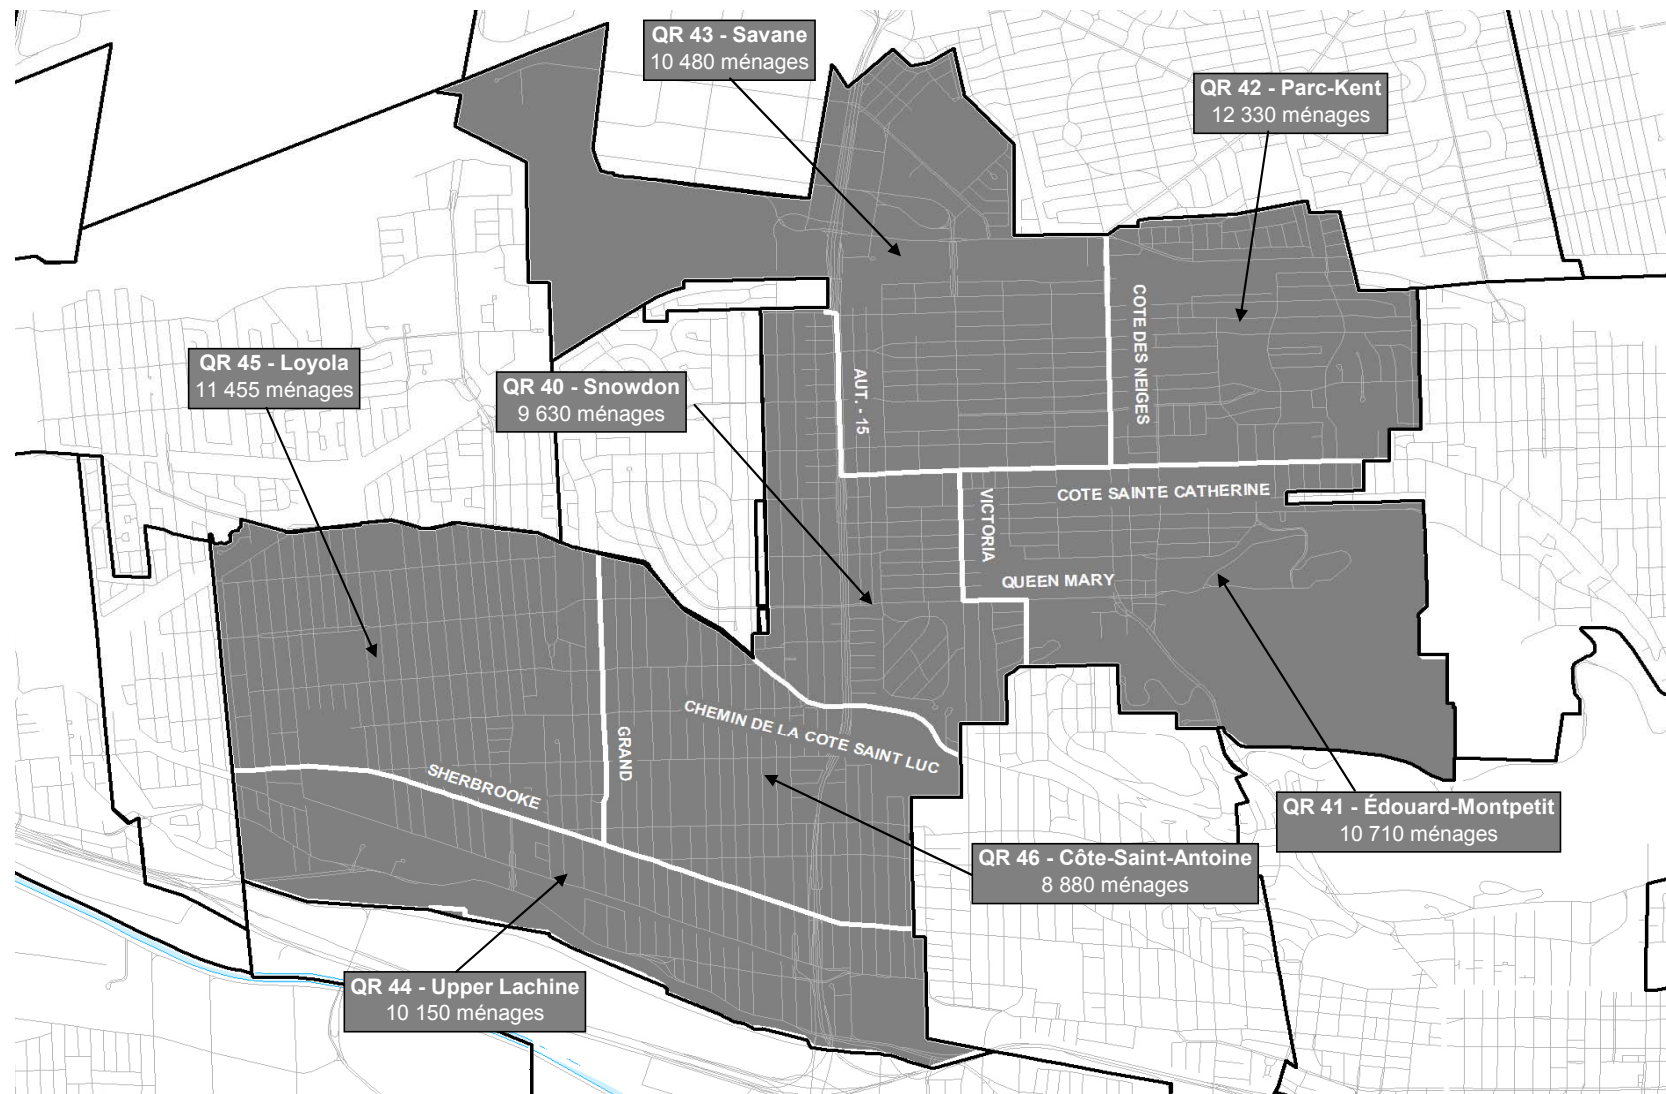 QR 43 - Savane
10 480 ménages
QR 42 - Parc-Kent
12 330 ménages
COTE DES NEIGES
QR 45 - Loyola
11 455 ménages
QR 40 - Snowdon
9 630 ménages
AUT. - 15
COTE SAINTE CATHERINE
VICTORIA
QUEEN MARY
CHEMIN DE LA COTE SAINT LUC
GRAND
SHERBROOKE
QR 41 - Édouard-Montpetit
10 710 ménages
QR 46 - Côte-Saint-Antoine
8 880 ménages
QR 44 - Upper Lachine
10 150 ménages